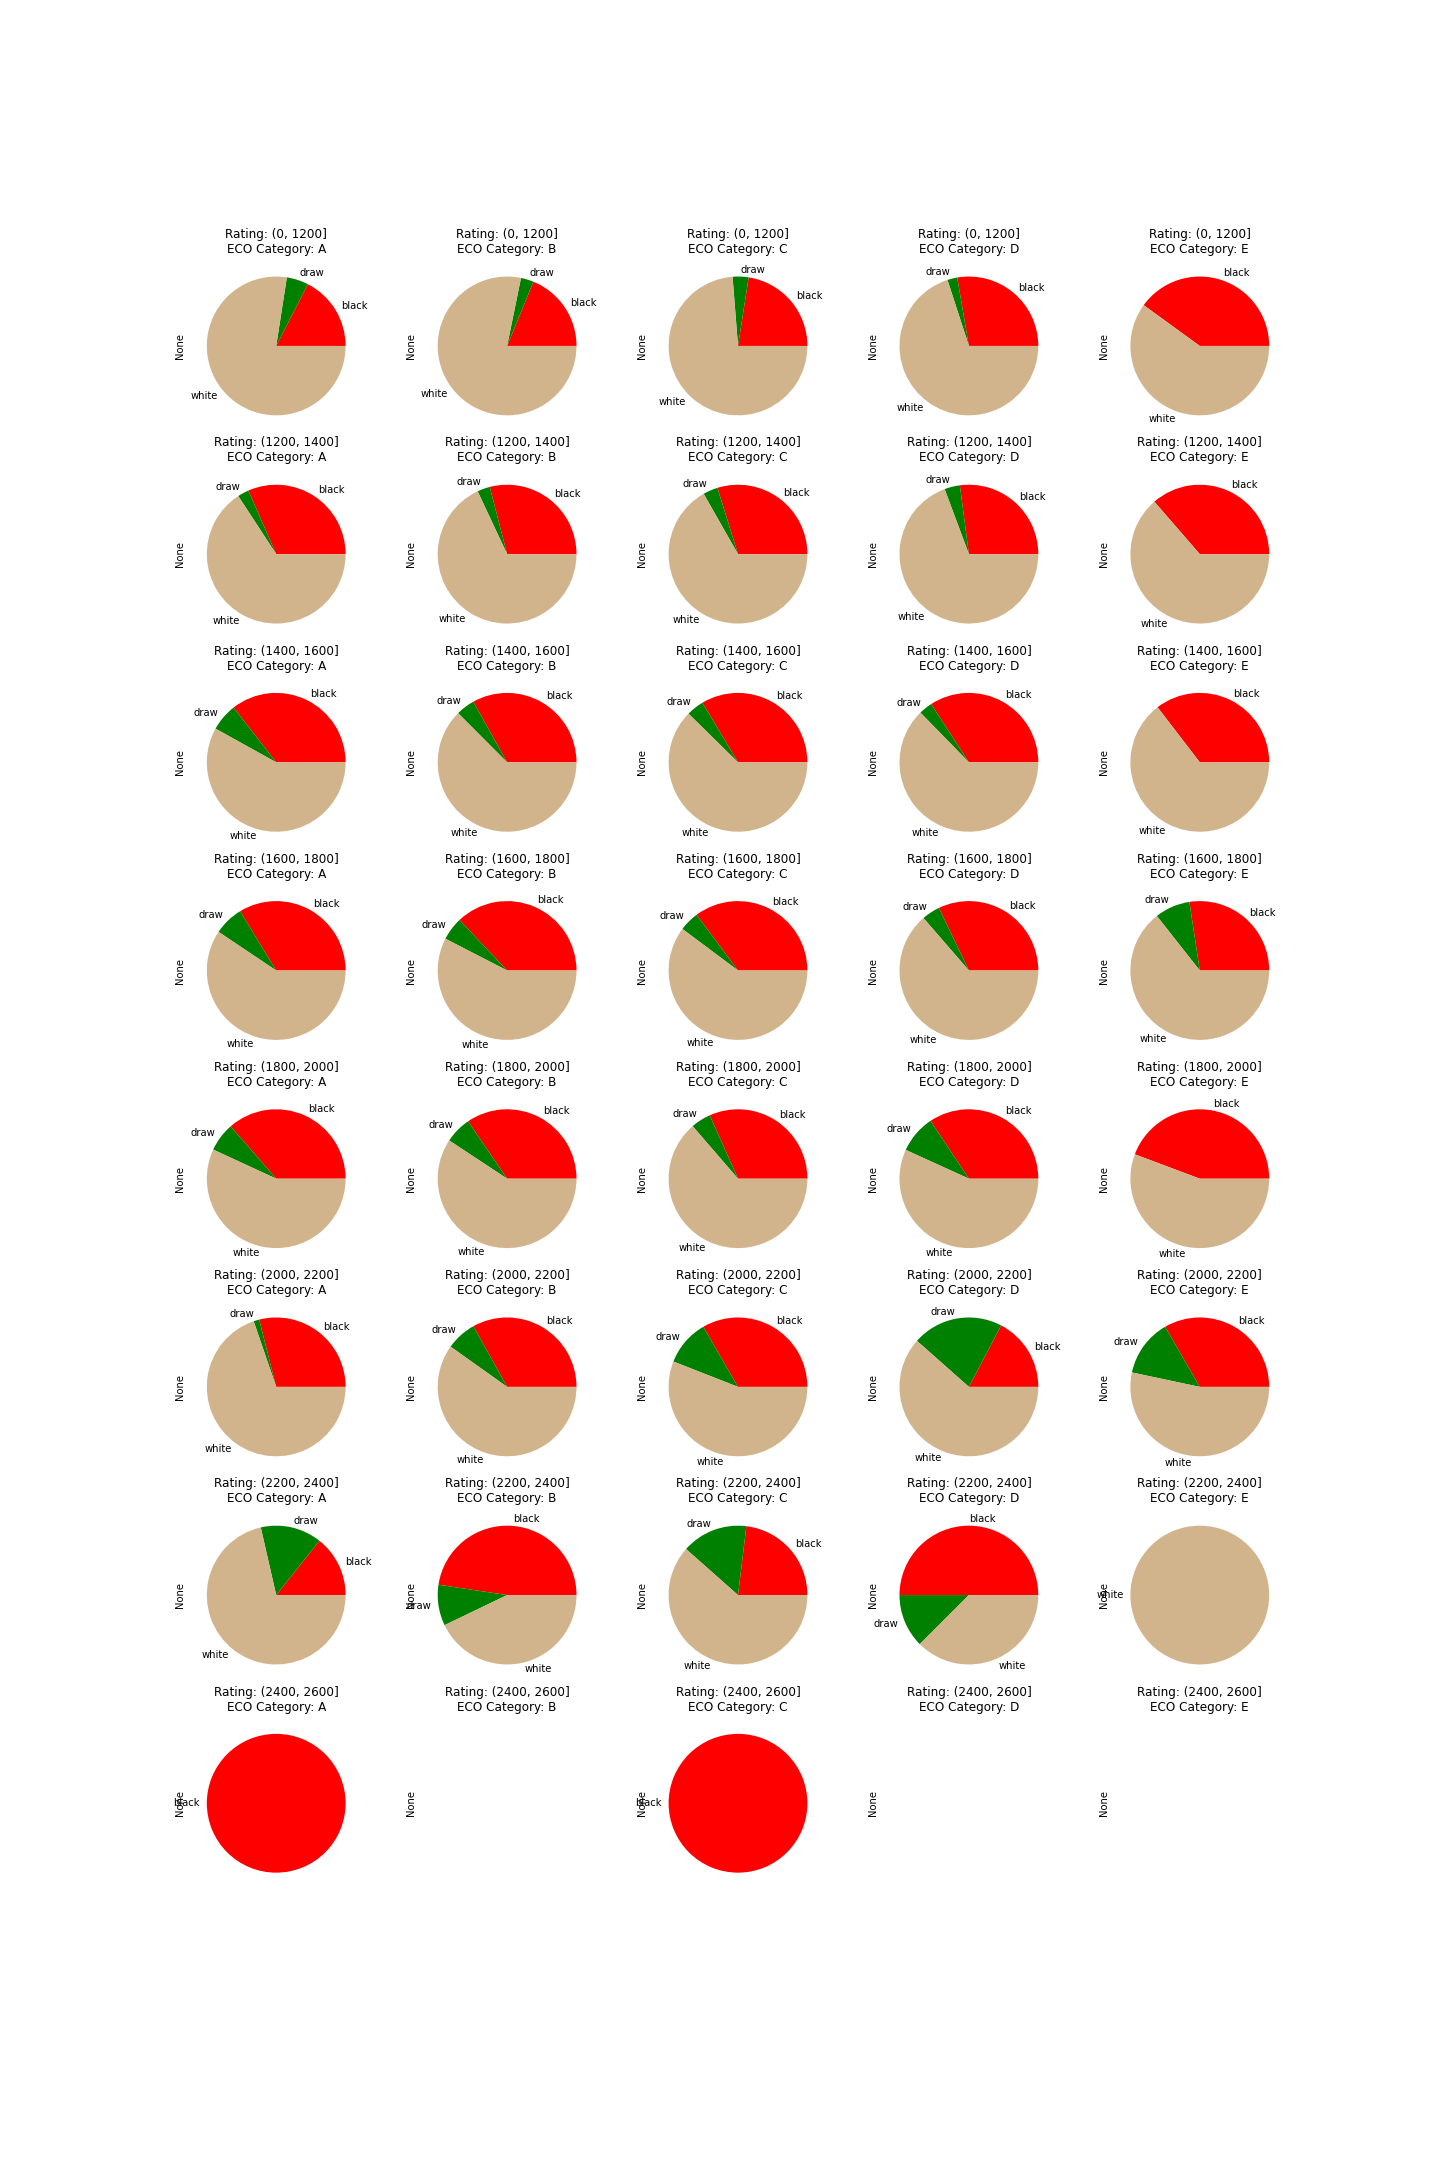 Rating: (0, 1200]
ECO Category: A
draw
black
None
white
Rating: (0, 1200]
ECO Category: B
draw
black
None
white
Rating: (0, 1200]
ECO Category: C
draw
black
None
white
Rating: (0, 1200]
ECO Category: D
draw
black
None
white
Rating: (0, 1200]
ECO Category: E
black
None
white
Rating: (1200, 1400]
ECO Category: A
draw
black
None
white
Rating: (1200, 1400]
ECO Category: B
draw
black
None
white
Rating: (1200, 1400]
ECO Category: C
draw
black
None
white
Rating: (1200, 1400]
ECO Category: D
draw
black
None
white
Rating: (1200, 1400]
ECO Category: E
black
None
white
Rating: (1400, 1600]
ECO Category: A
draw
black
None
white
Rating: (1400, 1600]
ECO Category: B
draw
black
None
white
Rating: (1400, 1600]
ECO Category: C
draw
black
None
white
Rating: (1400, 1600]
ECO Category: D
draw
black
None
white
Rating: (1400, 1600]
ECO Category: E
black
None
white
Rating: (1600, 1800]
ECO Category: A
draw
black
None
white
Rating: (1600, 1800]
ECO Category: B
draw
black
None
white
Rating: (1600, 1800]
ECO Category: C
draw
black
None
white
Rating: (1600, 1800]
ECO Category: D
draw
black
None
white
Rating: (1600, 1800]
ECO Category: E
draw
black
None
white
Rating: (1800, 2000]
ECO Category: A
draw
black
None
white
Rating: (1800, 2000]
ECO Category: B
draw
black
None
white
Rating: (1800, 2000]
ECO Category: C
draw
black
None
white
Rating: (1800, 2000]
ECO Category: D
draw
black
None
white
Rating: (1800, 2000]
ECO Category: E
black
None
white
Rating: (2000, 2200]
ECO Category: A
draw
black
None
white
Rating: (2000, 2200]
ECO Category: B
draw
black
None
white
Rating: (2000, 2200]
ECO Category: C
draw
black
None
white
Rating: (2000, 2200]
ECO Category: D
draw
black
None
white
Rating: (2000, 2200]
ECO Category: E
draw
black
None
white
Rating: (2200, 2400]
ECO Category: A
draw
black
None
white
Rating: (2200, 2400]
ECO Category: B
black
None
draw
white
Rating: (2200, 2400]
ECO Category: C
draw
black
None
white
Rating: (2200, 2400]
ECO Category: D
black
None
draw
white
Rating: (2200, 2400]
ECO Category: E
None
white
Rating: (2400, 2600]
ECO Category: A
None
black
Rating: (2400, 2600]
ECO Category: B
None
Rating: (2400, 2600]
ECO Category: C
None
black
Rating: (2400, 2600]
ECO Category: D
None
Rating: (2400, 2600]
ECO Category: E
None